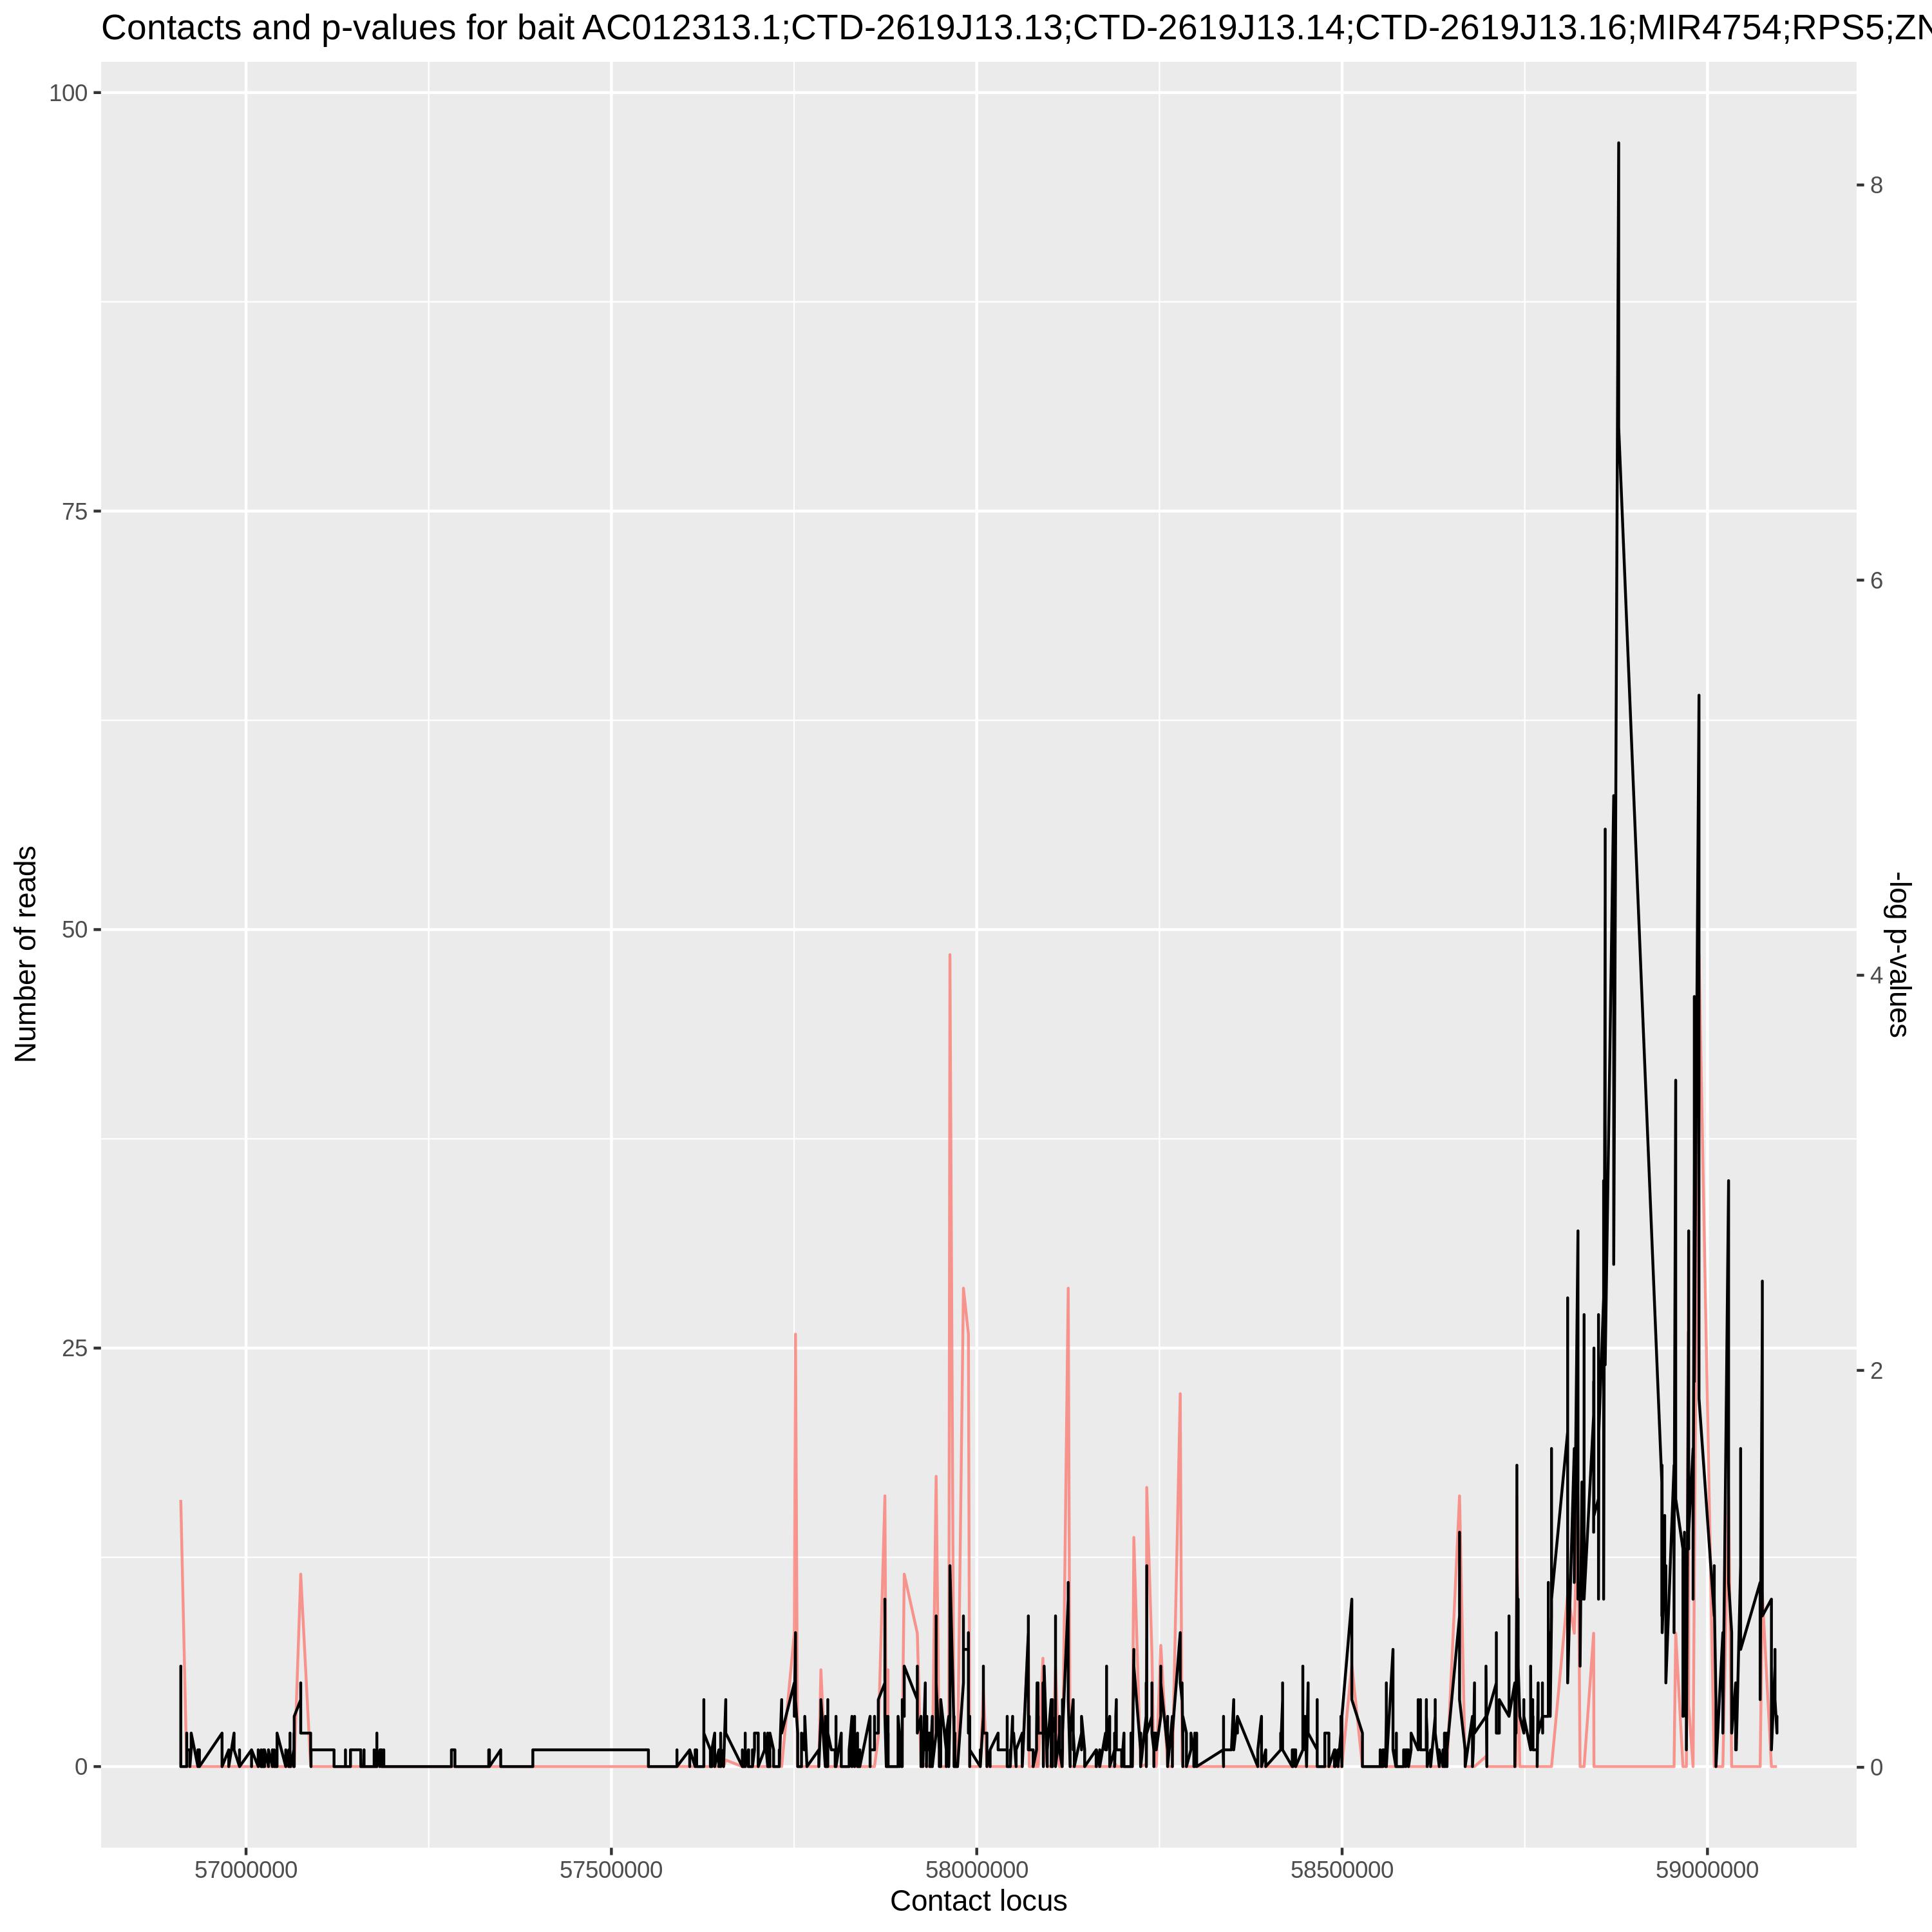 Contacts and p-values for bait AC012313.1;CTD-2619J13.13;CTD-2619J13.14;CTD-2619J13.16;MIR4754;RPS5;ZN
100
75
50
25
0
Number of reads
8
6
4
2
0
-log p-values
57000000 57500000 58000000 58500000 59000000
Contact locus